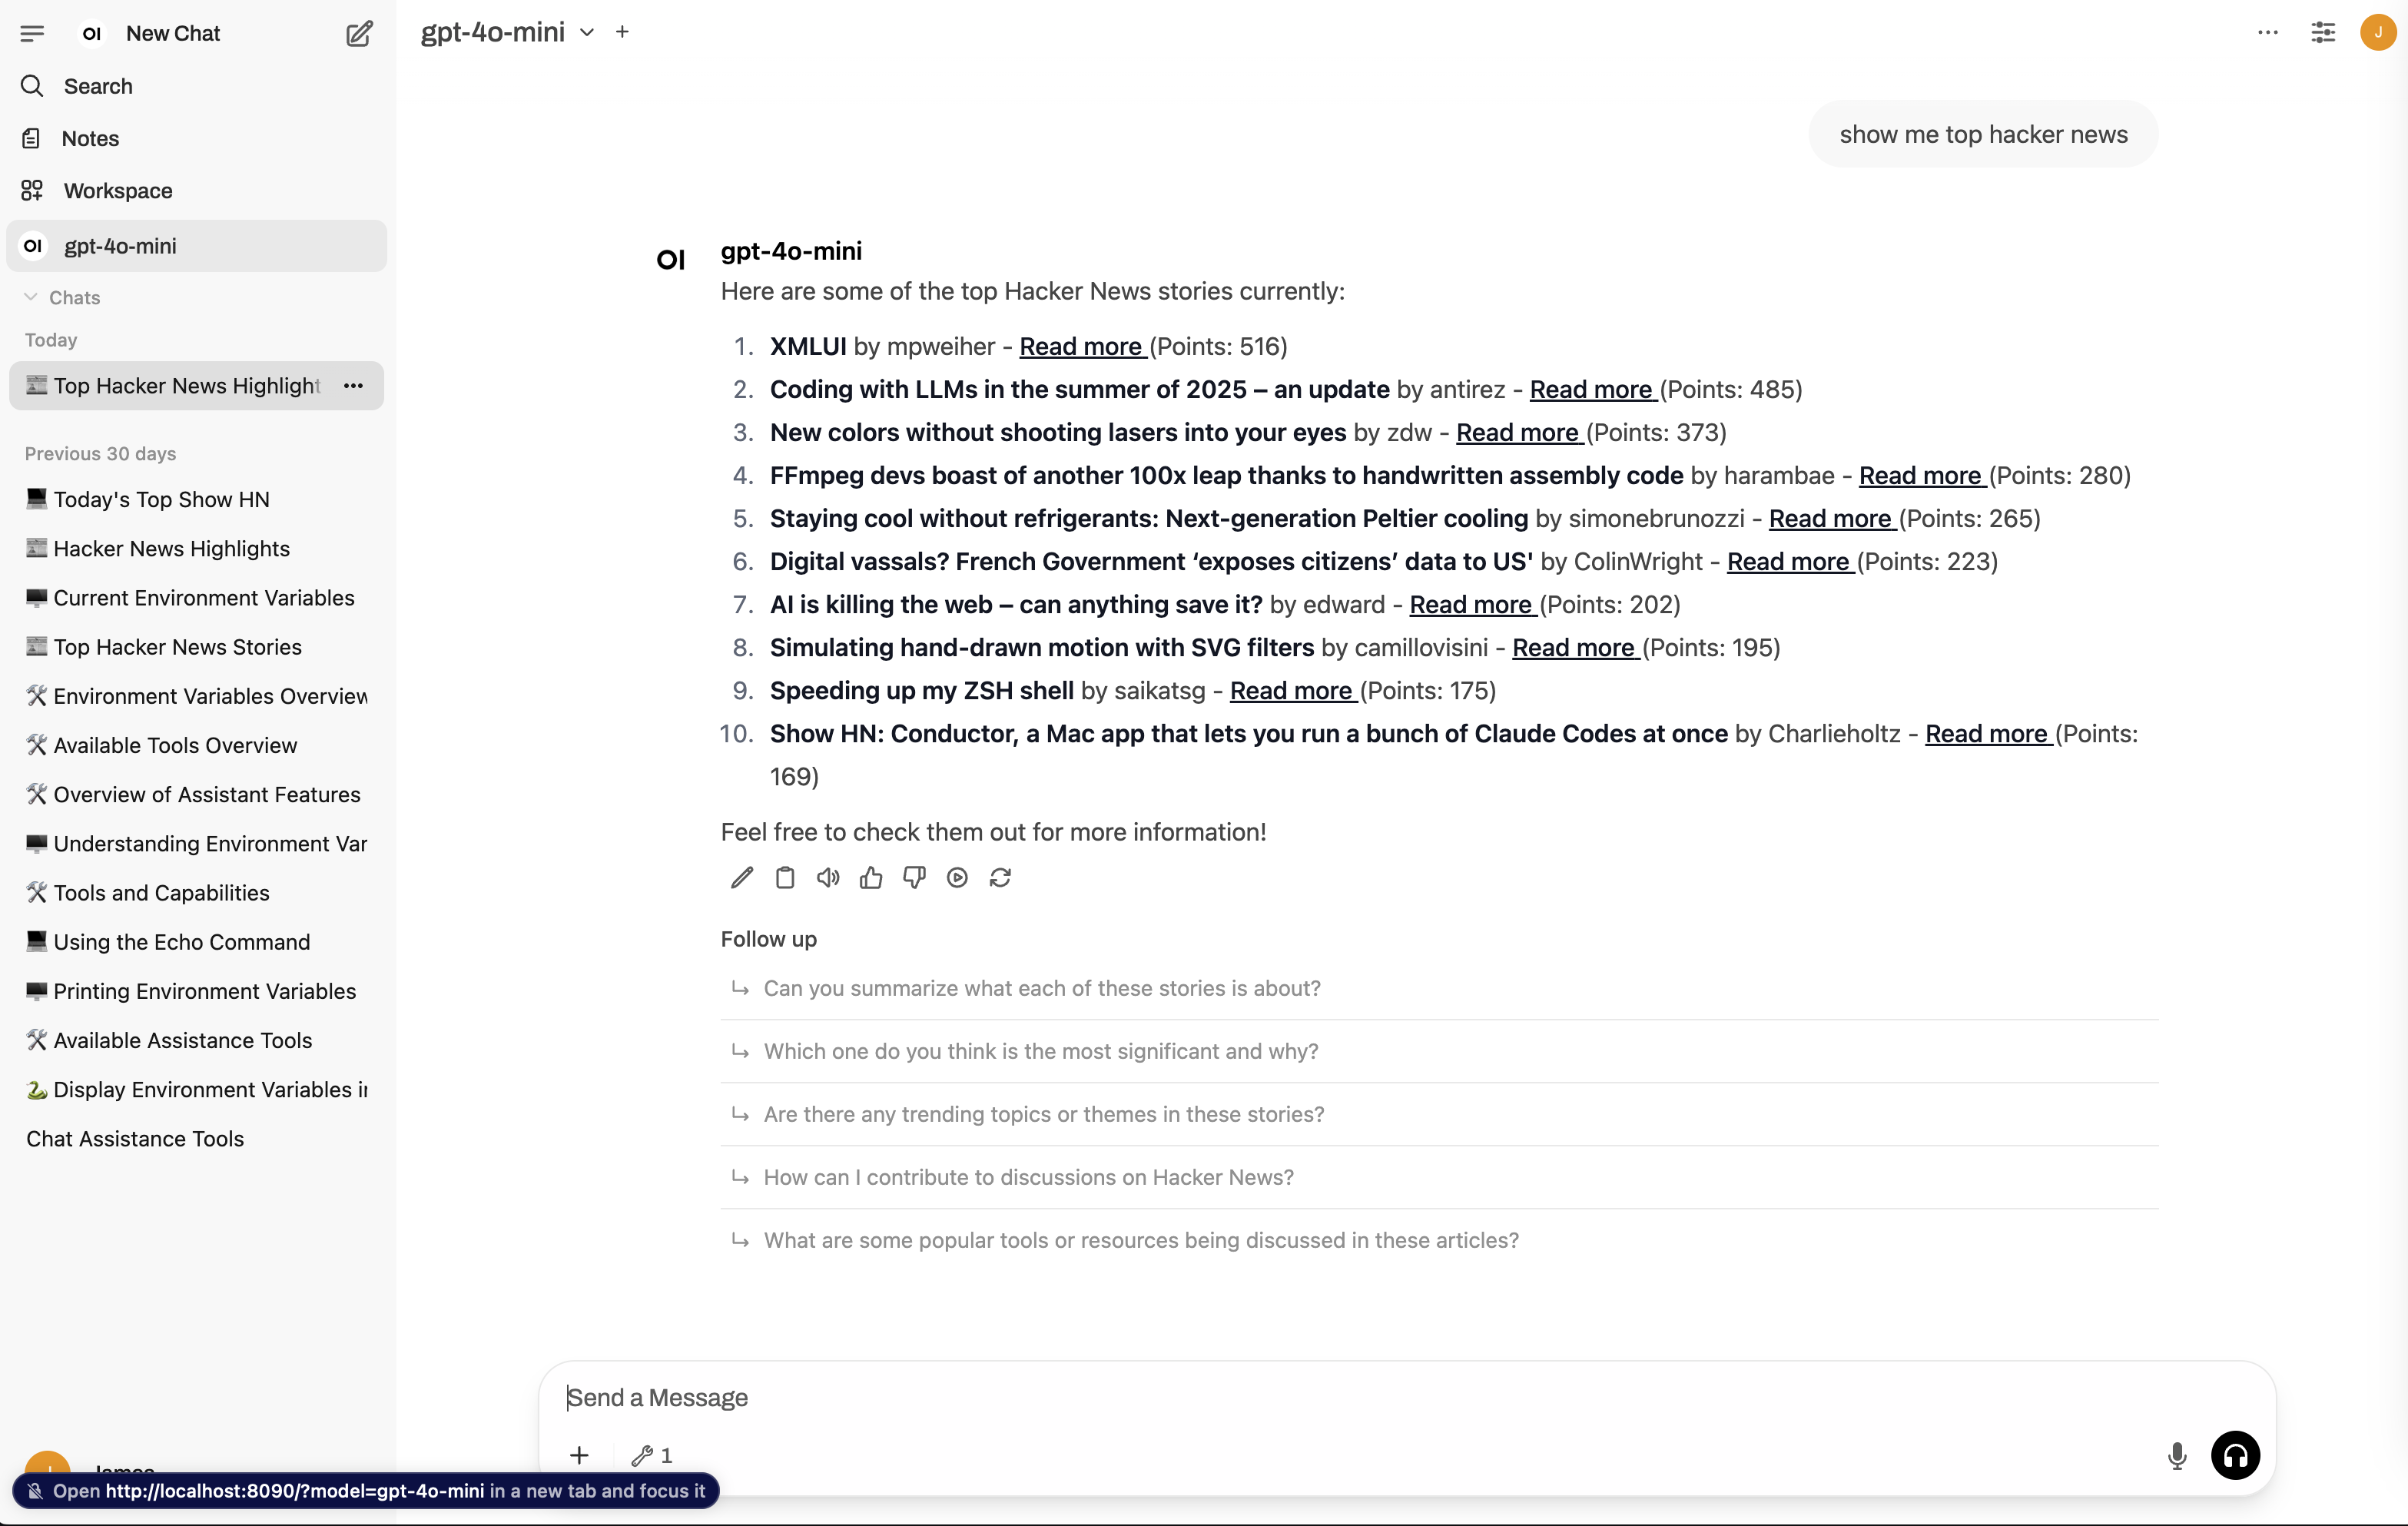 OI New Chat
Search
Notes
Workspace
OI gpt-4o-mini
Chats
Today
Top Hacker News Highlight
Previous 30 days
Today's Top Show HN
Hacker News Highlights
Current Environment Variables
Top Hacker News Stories
Environment Variables Overview
Available Tools Overview
Overview of Assistant Features
Understanding Environment Var
Tools and Capabilities
Using the Echo Command
Printing Environment Variables
Available Assistance Tools
Display Environment Variables in
Chat Assistance Tools
J James
Open http://localhost:8090/?model=gpt-4o-mini in a new tab and focus it
gpt-4o-mini
J
show me top hacker news
OI gpt-4o-mini
Here are some of the top Hacker News stories currently:
1. XMLUI by mpweiher - Read more (Points: 516)
2. Coding with LLMs in the summer of 2025 – an update by antirez - Read more (Points: 485)
3. New colors without shooting lasers into your eyes by zdw - Read more (Points: 373)
4. FFmpeg devs boast of another 100x leap thanks to handwritten assembly code by harambae - Read more (Points: 280)
5. Staying cool without refrigerants: Next-generation Peltier cooling by simonebrunozzi - Read more (Points: 265)
6. Digital vassals? French Government ‘exposes citizens’ data to US' by ColinWright - Read more (Points: 223)
7. AI is killing the web – can anything save it? by edward - Read more (Points: 202)
8. Simulating hand-drawn motion with SVG filters by camillovisini - Read more (Points: 195)
9. Speeding up my ZSH shell by saikatsg - Read more (Points: 175)
10. Show HN: Conductor, a Mac app that lets you run a bunch of Claude Codes at once by Charlieholtz - Read more (Points:
169)
Feel free to check them out for more information!
Follow up
Can you summarize what each of these stories is about?
Which one do you think is the most significant and why?
Are there any trending topics or themes in these stories?
How can I contribute to discussions on Hacker News?
What are some popular tools or resources being discussed in these articles?
Send a Message
1